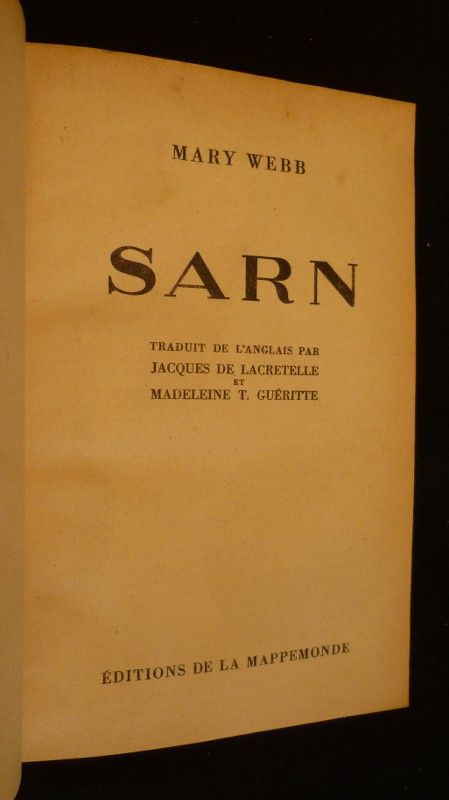 MARY WEBB
SARN
TRADUIT DE L'ANGLAIS PAR
JACQUES DE LACRETELLE
ET
MADELEINE T. GUÉRITTE
ÉDITIONS DE LA MAPPEMONDE